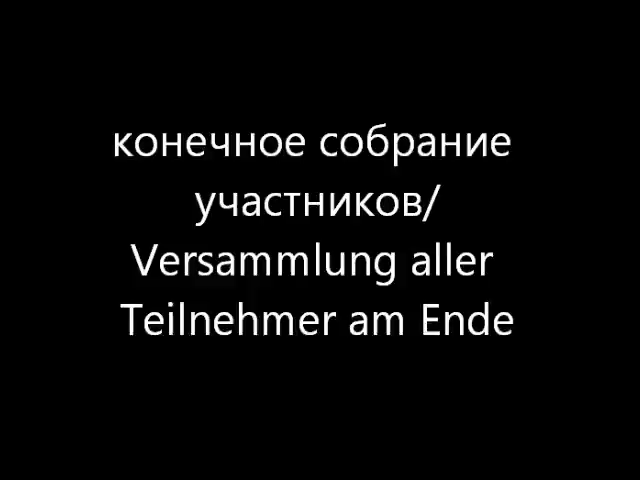 конечное собрание
участников/
Versammlung aller
Teilnehmer am Ende